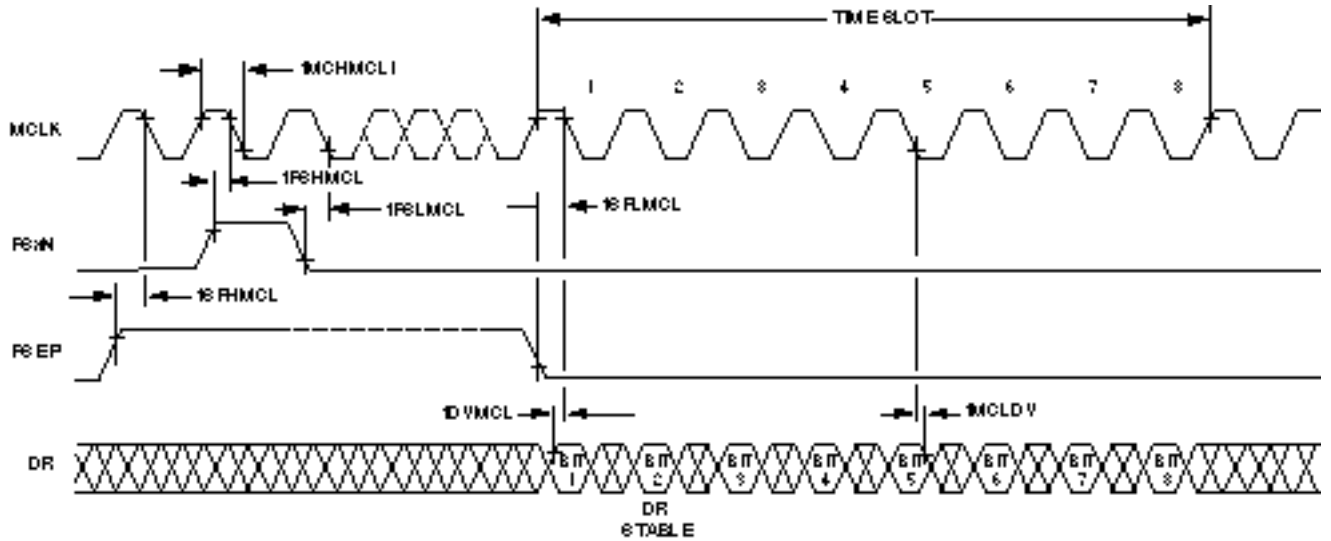 TIME SLOT
tMCHMCL1
1 2 3 4 5 6 7 8
MCLK
tFSHMCL
tFSLMCL
tSFLMCL
FSxN
tSFHMCL
FSEP
tDVMCL
tMCLDV
DR
BIT 1 BIT 2 BIT 3 BIT 4 BIT 5 BIT 6 BIT 7 BIT 8
DR
STABLE